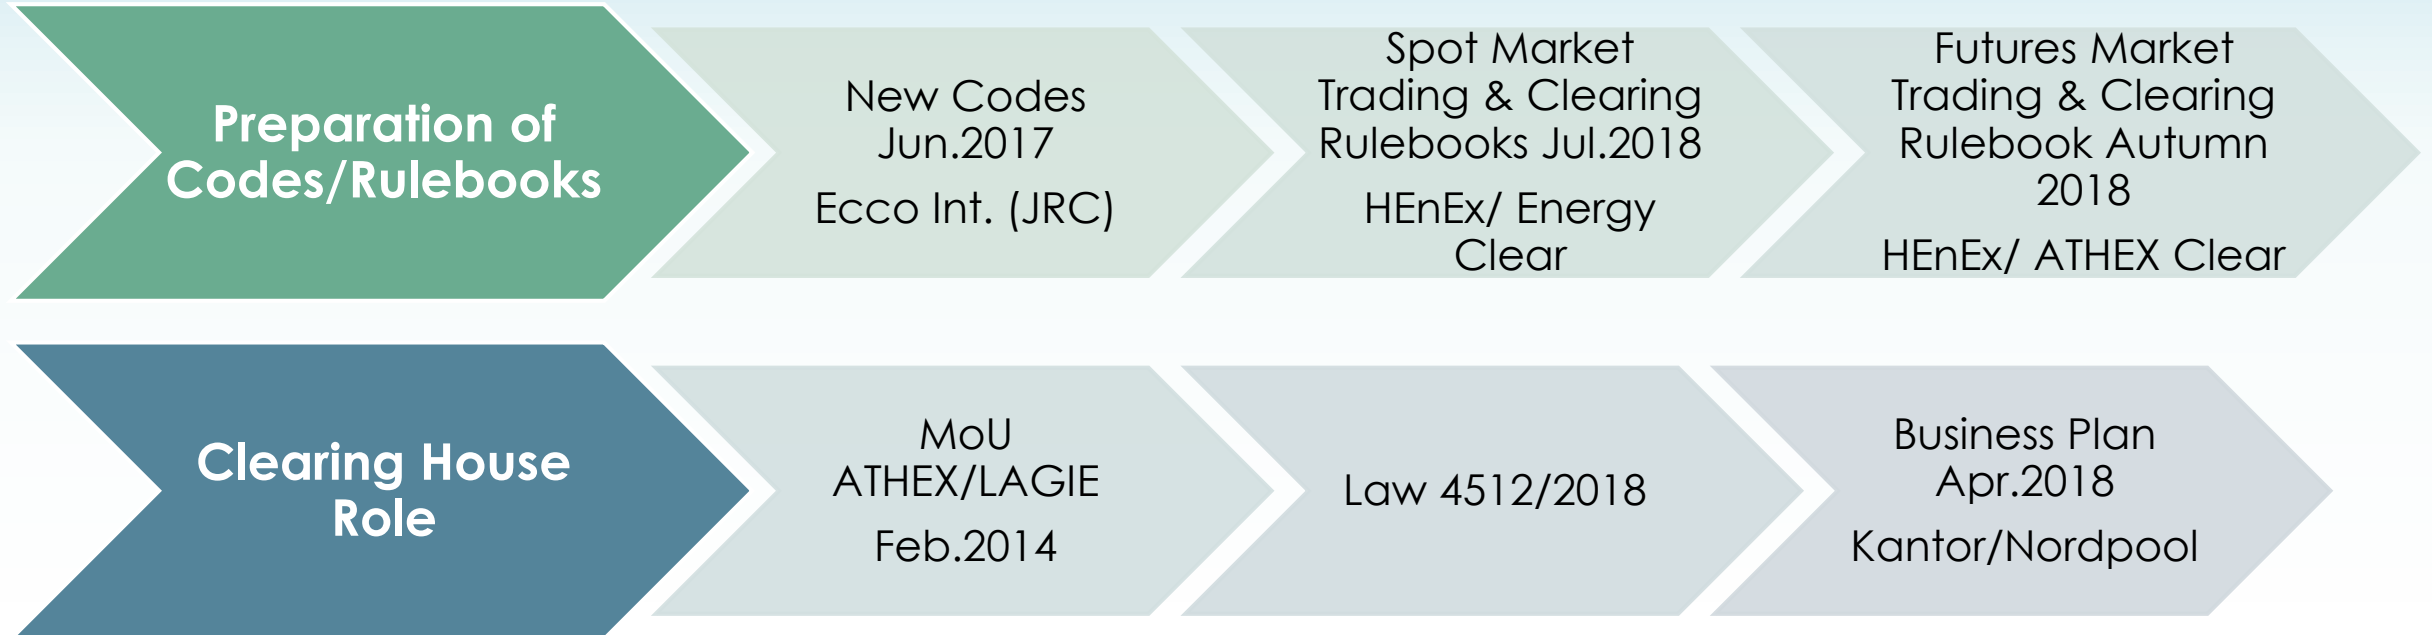 Preparation of
Codes/Rulebooks
New Codes
Jun.2017
Ecco Int. (JRC)
Spot Market
Trading & Clearing
Rulebooks Jul.2018
HEnEx/ Energy
Clear
Futures Market
Trading & Clearing
Rulebook Autumn
2018
HEnEx/ ATHEX Clear
Clearing House
Role
MoU
ATHEX/LAGIE
Feb.2014
Law 4512/2018
Business Plan
Apr.2018
Kantor/Nordpool